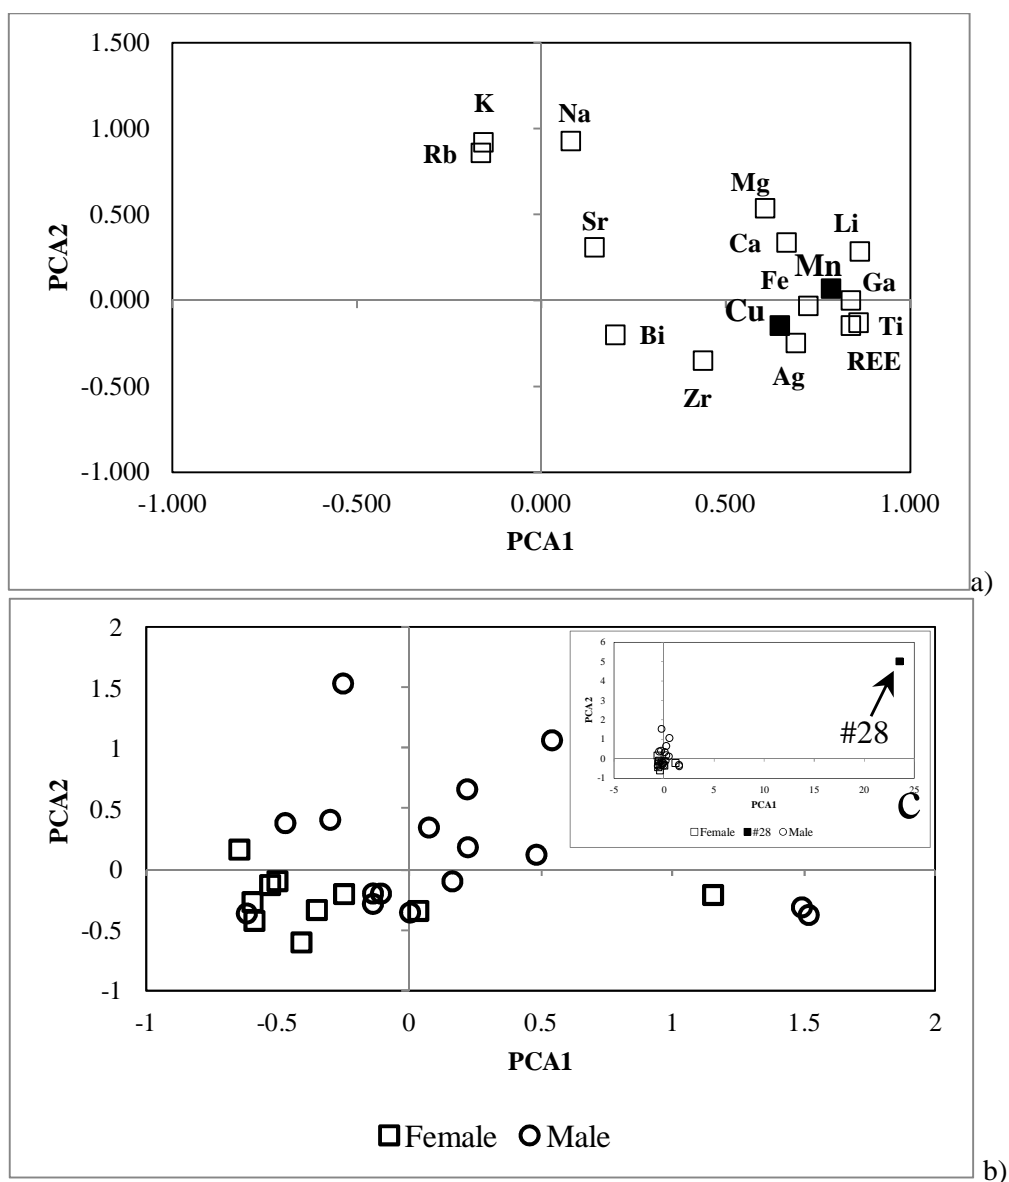 1.500
K
Na
1.000
Rb
Mg
0.500
Sr
Li
Ca
PCA2
Mn
Fe
Ga
0.000
Cu
Ti
Bi
REE
Ag
-0.500
Zr
-1.000
-1.000 -0.500 0.000 0.500 1.000
PCA1
a)
2
1.5
1
0.5
0
-0.5
-1
PCA2
-1 -0.5 0 0.5 1 1.5 2
PCA1
6
5
4
3
2
1
0
-1
PCA2
#28
-5 0 5 10 15 20 25
PCA1
c
Female #28 Male
Female Male
b)